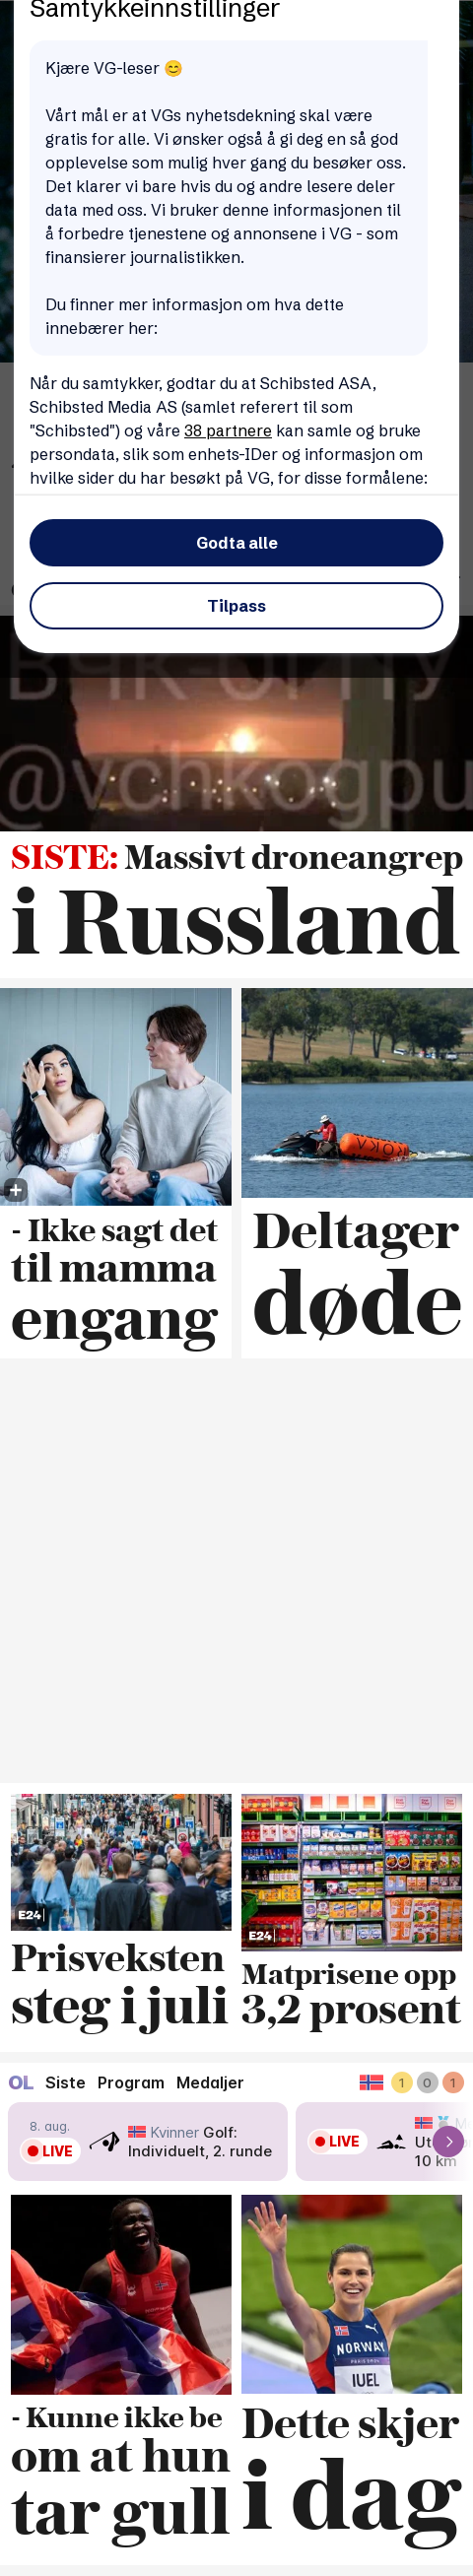 Samtykkeinnstillinger
Kjære VG-leser 😊
Vårt mål er at VGs nyhetsdekning skal være
gratis for alle. Vi ønsker også å gi deg en så god
opplevelse som mulig hver gang du besøker oss.
Det klarer vi bare hvis du og andre lesere deler
data med oss. Vi bruker denne informasjonen til
å forbedre tjenestene og annonsene i VG - som
finansierer journalistikken.
Du finner mer informasjon om hva dette
innebærer her:
Når du samtykker, godtar du at Schibsted ASA,
Schibsted Media AS (samlet referert til som
"Schibsted") og våre 38 partnere kan samle og bruke
persondata, slik som enhets-IDer og informasjon om
hvilke sider du har besøkt på VG, for disse formålene:
Godta alle
Tilpass
@vchkogpu
SISTE: Massivt droneangrep
i Russland
- Ikke sagt det
til mamma
engang
Deltager
døde
E24
Prisveksten
steg i juli
E24
Matprisene opp
3,2 prosent
OL Siste Program Medaljer 1 0 1
8. aug.
LIVE
Kvinner Golf:
Individuelt, 2. runde
LIVE
Ut
10 km
NORWAY
PARIS 2024
IUEL
- Kunne ikke be
om at hun
tar gull
Dette skjer
i dag